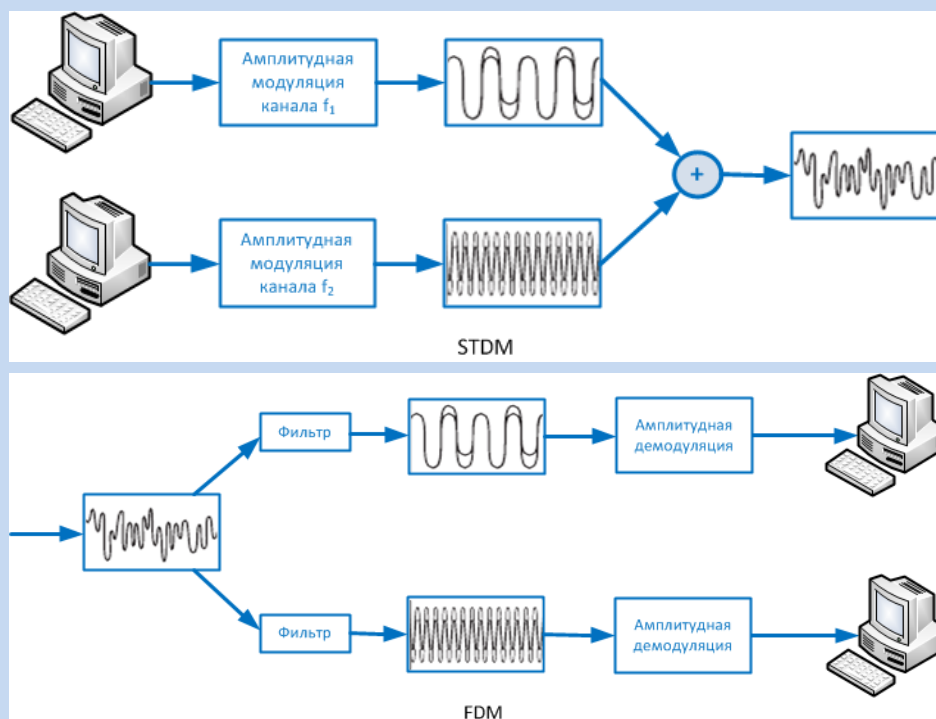 Амплитудная
модуляция
канала f₁
+
Амплитудная
модуляция
канала f₂
STDM
Фильтр
Амплитудная
демодуляция
Фильтр
Амплитудная
демодуляция
FDM